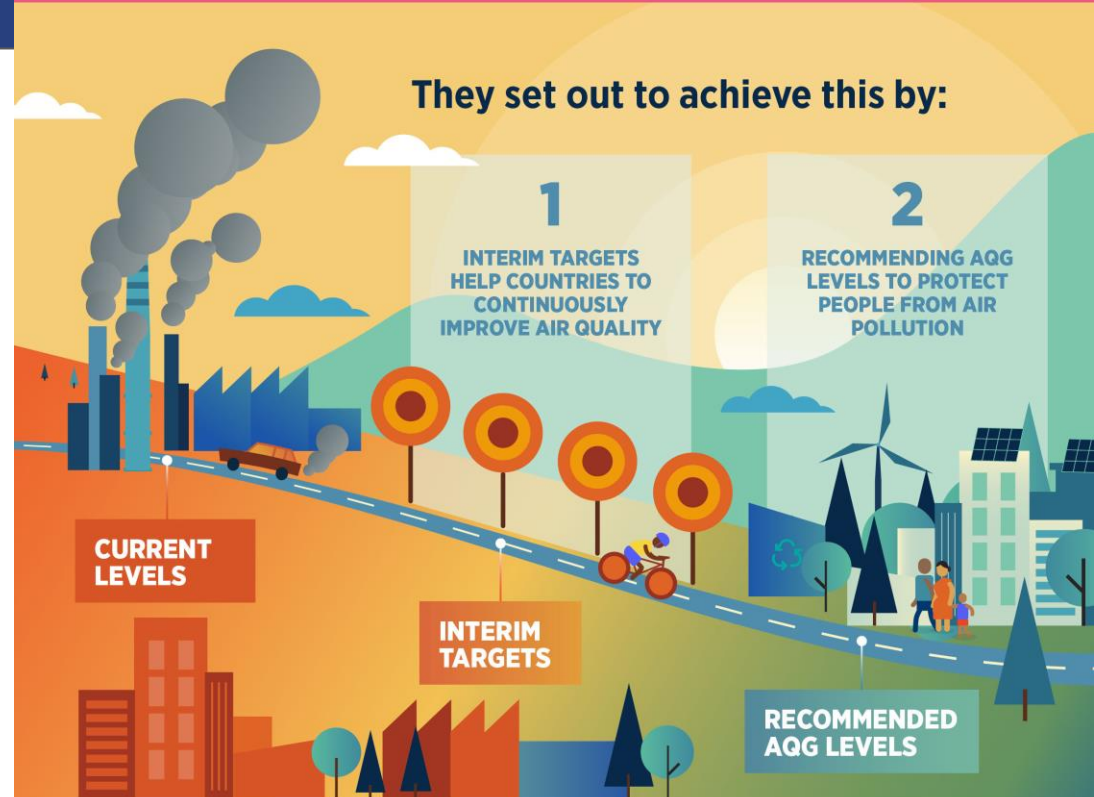 They set out to achieve this by:
1
INTERIM TARGETS
HELP COUNTRIES TO
CONTINUOUSLY
IMPROVE AIR QUALITY
2
RECOMMENDING AQG
LEVELS TO PROTECT
PEOPLE FROM AIR
POLLUTION
CURRENT
LEVELS
INTERIM
TARGETS
RECOMMENDED
AQG LEVELS